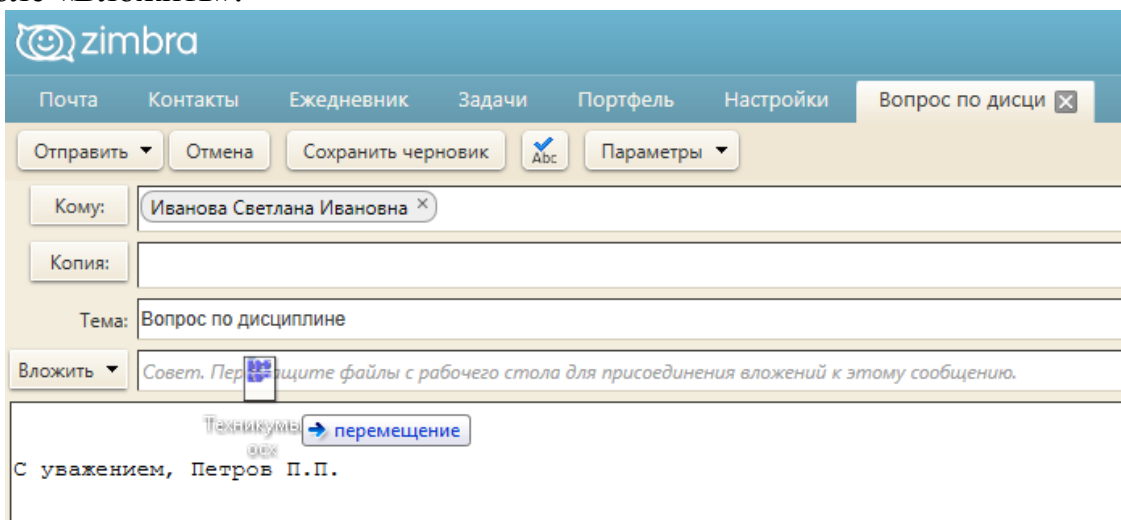 zimbra
Почта Контакты Ежедневник Задачи Портфель Настройки Вопрос по дисци
Отправить Отмена Сохранить черновик Abc Параметры
Кому: Иванова Светлана Ивановна ×
Копия:
Тема: Вопрос по дисциплине
Вложить Совет. файлы с рабочего стола для присоединения вложений к этому сообщению.
перемещение
С уважением, Петров П.П.